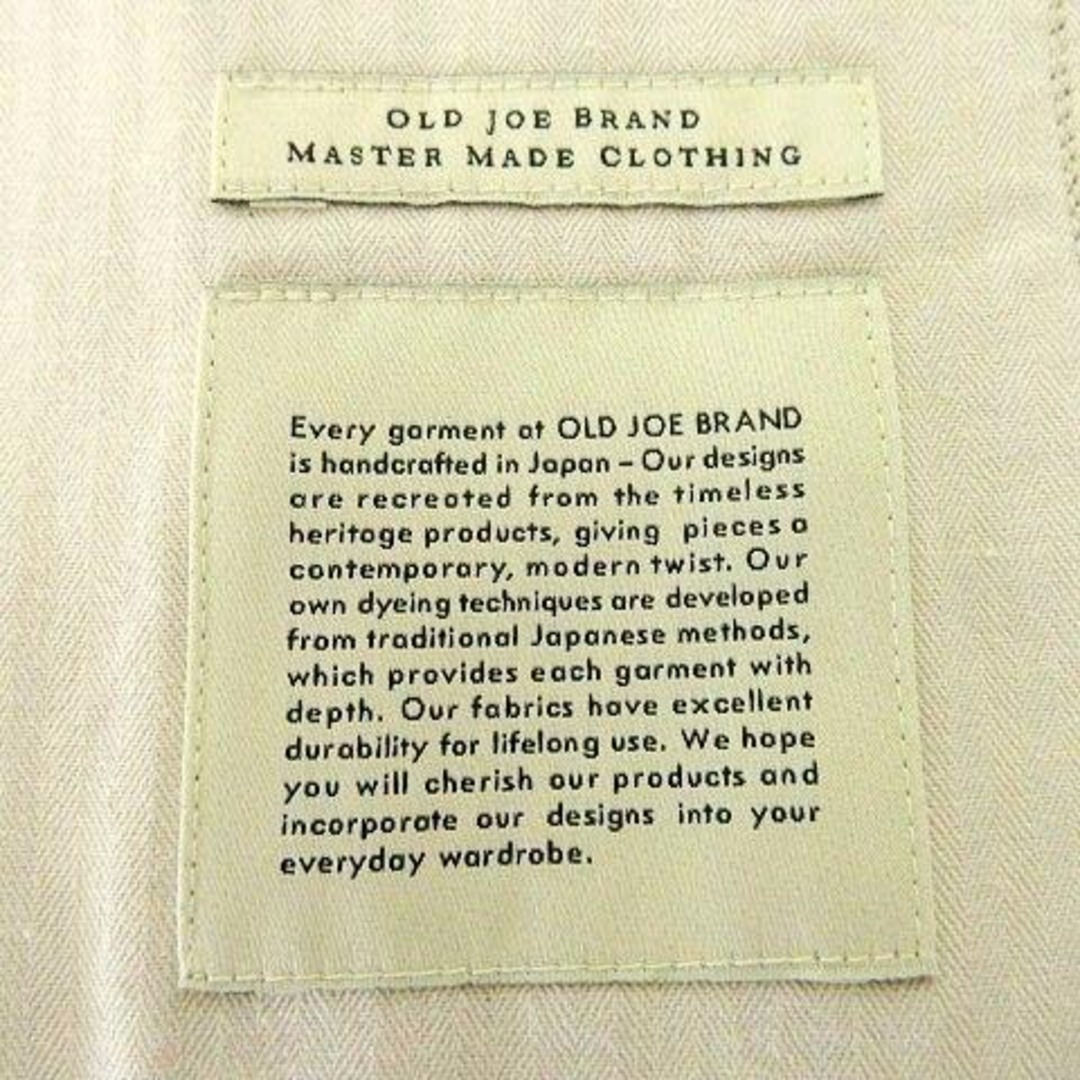 OLD JOE BRAND
MASTER MADE CLOTHING
Every garment at OLD JOE BRAND
is handcrafted in Japan – Our designs
are recreated from the timeless
heritage products, giving pieces a
contemporary, modern twist. Our
own dyeing techniques are developed
from traditional Japanese methods,
which provides each garment with
depth. Our fabrics have excellent
durability for lifelong use. We hope
you will cherish our products and
incorporate our designs into your
everyday wardrobe.